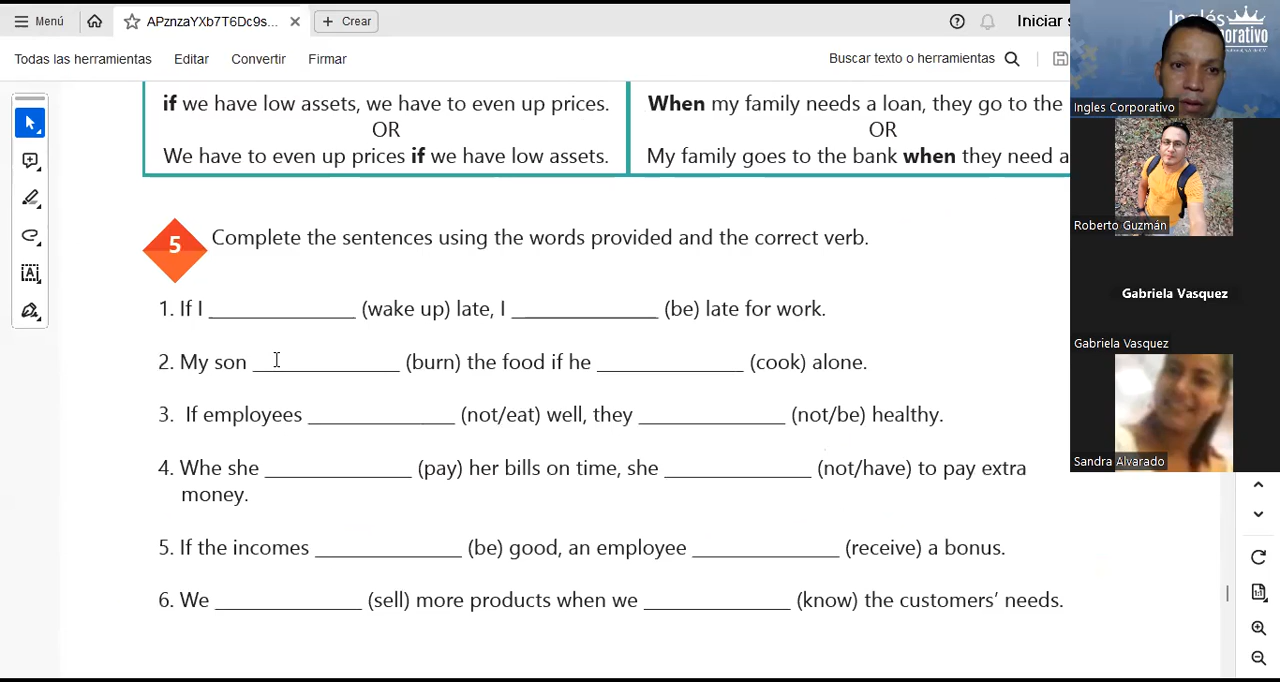 Menú
APznzaYXb7T6Dc9s...
Crear
Iniciar s
Inglés
orporativo
Todas las herramientas
Editar
Convertir
Firmar
Buscar texto o herramientas
if we have low assets, we have to even up prices.
OR
We have to even up prices if we have low assets.
When my family needs a loan, they go to the
OR
My family goes to the bank when they need a
Ingles Corporativo
Roberto Guzmán
Gabriela Vasquez
Gabriela Vasquez
Sandra Alvarado
5 Complete the sentences using the words provided and the correct verb.
1. If I ______________ (wake up) late, I ______________ (be) late for work.
2. My son ______________ (burn) the food if he ______________ (cook) alone.
3. If employees ______________ (not/eat) well, they ______________ (not/be) healthy.
4. Whe she ______________ (pay) her bills on time, she ______________ (not/have) to pay extra
money.
5. If the incomes ______________ (be) good, an employee ______________ (receive) a bonus.
6. We ______________ (sell) more products when we ______________ (know) the customers’ needs.